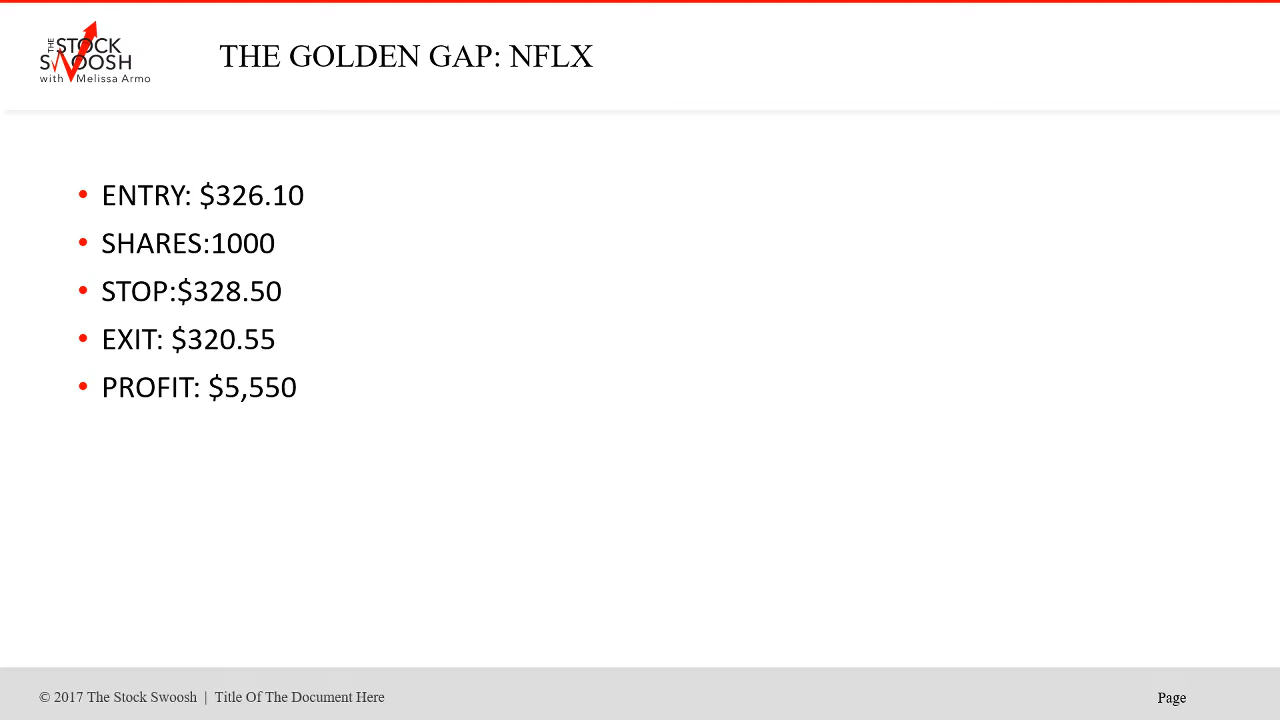 THE STOCK
SWOOSH
with Melissa Armo
THE GOLDEN GAP: NFLX
• ENTRY: $326.10
• SHARES:1000
• STOP:$328.50
• EXIT: $320.55
• PROFIT: $5,550
© 2017 The Stock Swoosh | Title Of The Document Here
Page